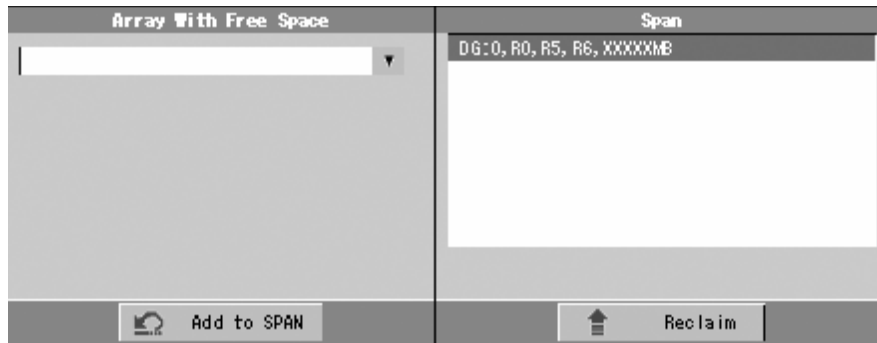 Array With Free Space
Span
DG:0, R0, R5, R6, XXXXXMB
Add to SPAN
Reclaim